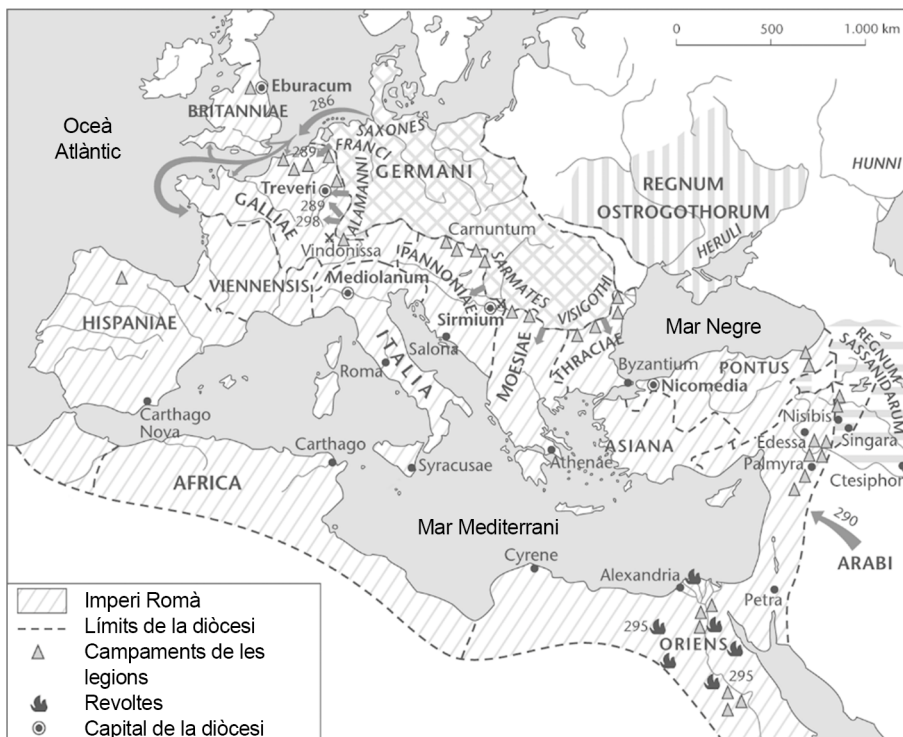 0 500 1.000 km
Eburacum
BRITANNIAE
286
Oceà
Atlàntic
SAXONES
FRANCI
289
GERMANI
HUNNI
REGNUM
OSTROGOTHORUM
HERULI
Treveri
ALAMANNI
GALLIAE
289
298
Carnuntum
Vindonissa
PANNONIAE
SARMATES
VISIGOTHI
Mediolanum
VIENNENSIS
HISPANIAE
Sirmium
Mar Negre
REGNUM
SASSANIDARUM
ITALIA
Salona
Roma
MOESIAE
THRACIAE
Byzantium
PONTUS
Nicomedia
Nisibis
Carthago
Nova
Carthago
Syracusae
Athenae
ASIANA
Edessa
Singara
Palmyra
Ctesiphon
AFRICA
Mar Mediterrani
290
Cyrene
Alexandria
ARABI
Petra
295
ORIENS
295
Imperi Romà
Límits de la diòcesi
Campaments de les
legions
Revoltes
Capital de la diòcesi